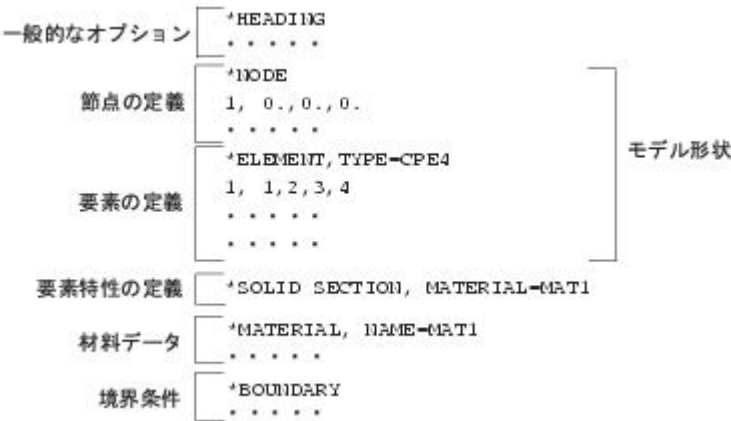 一般的なオプション
*HEADING
. . . . .
節点の定義
*NODE
1, 0.,0.,0.
. . . . .
要素の定義
*ELEMENT,TYPE=CPE4
1, 1,2,3,4
. . . . .
. . . . .
モデル形状
要素特性の定義
*SOLID SECTION, MATERIAL=MAT1
材料データ
*MATERIAL, NAME=MAT1
. . . . .
境界条件
*BOUNDARY
. . . . .